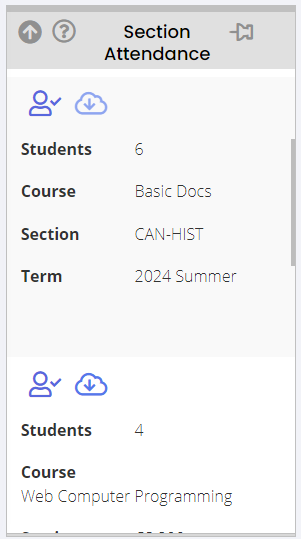 Section
Attendance
Students 6
Course Basic Docs
Section CAN-HIST
Term 2024 Summer
Students 4
Course
Web Computer Programming